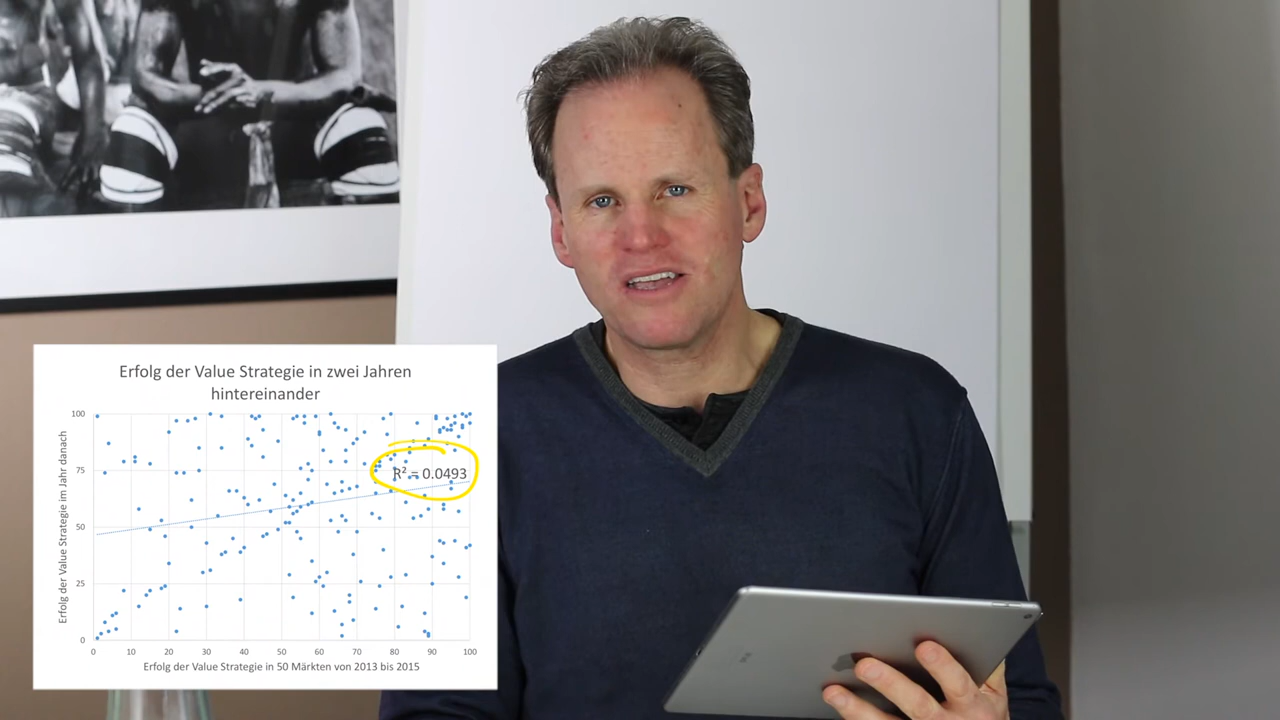 Erfolg der Value Strategie in zwei Jahren
hintereinander
Erfolg der Value Strategie im Jahr danach
100
75
50
25
0
R² = 0.0493
0 10 20 30 40 50 60 70 80 90 100
Erfolg der Value Strategie in 50 Märkten von 2013 bis 2015